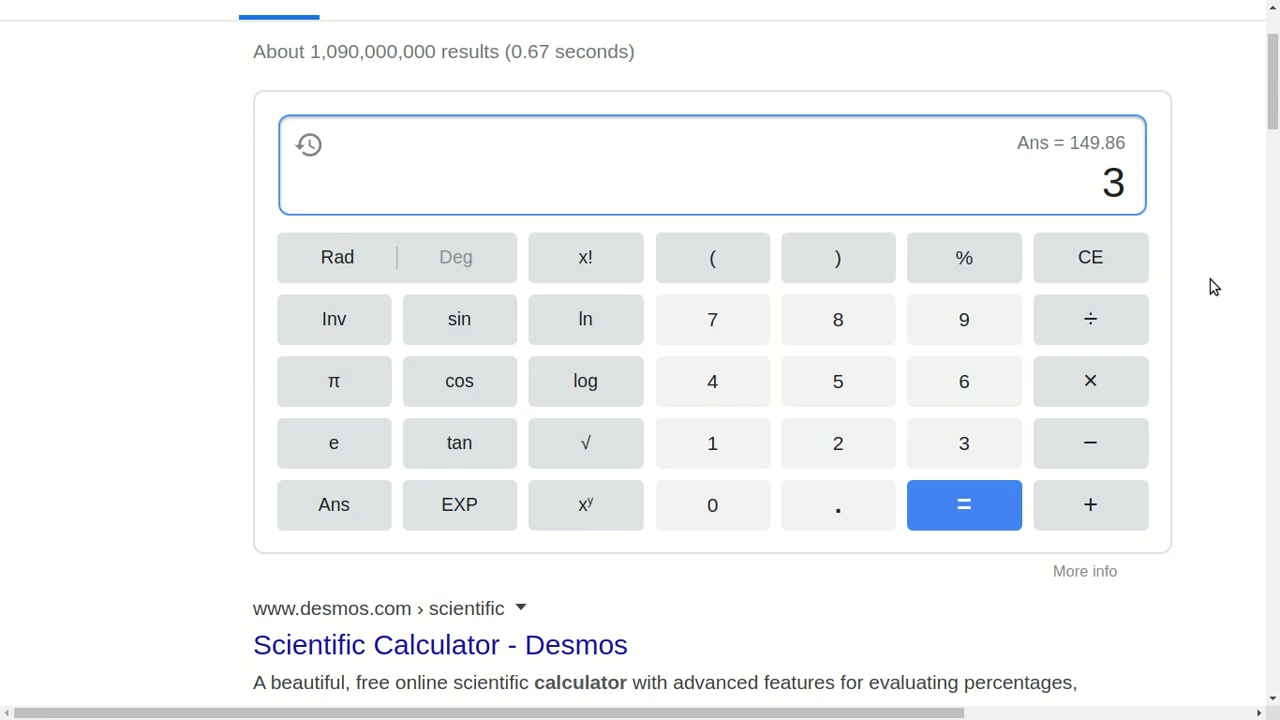 About 1,090,000,000 results (0.67 seconds)
Ans = 149.86
3
Rad | Deg x! ( ) % CE
Inv sin ln 7 8 9 ÷
π cos log 4 5 6 ×
e tan √ 1 2 3 −
Ans EXP xʸ 0 . = +
More info
www.desmos.com › scientific
Scientific Calculator - Desmos
A beautiful, free online scientific calculator with advanced features for evaluating percentages,